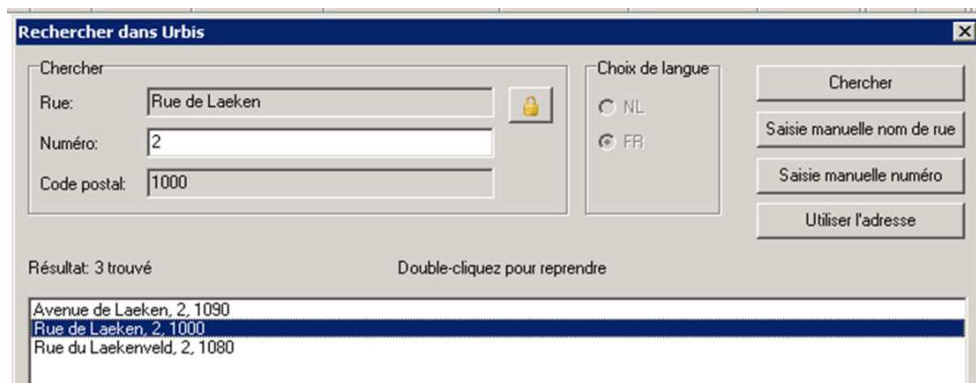 Rechercher dans Urbis
Chercher
Rue: Rue de Laeken
Numéro: 2
Code postal: 1000
Choix de langue
NL
FR
Chercher
Saisie manuelle nom de rue
Saisie manuelle numéro
Utiliser l'adresse
Résultat: 3 trouvé Double-cliquez pour reprendre
Avenue de Laeken, 2, 1090
Rue de Laeken, 2, 1000
Rue du Laekenveld, 2, 1080